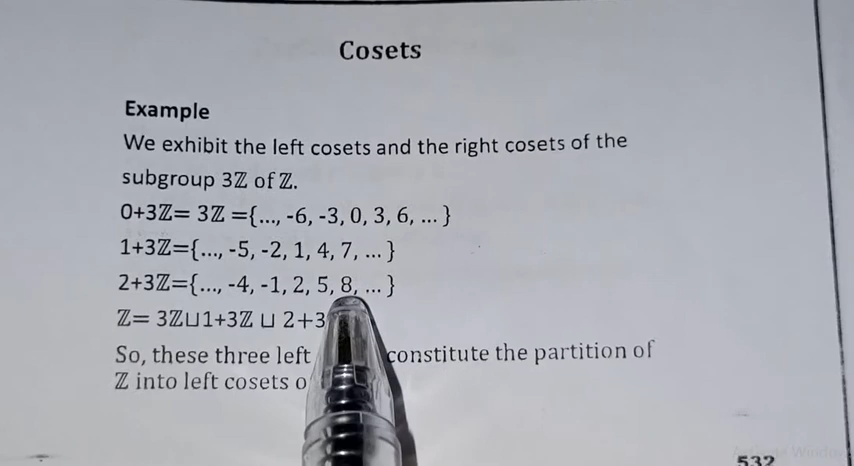 Cosets
Example
We exhibit the left cosets and the right cosets of the
subgroup 3ℤ of ℤ.
0+3ℤ= 3ℤ ={..., -6, -3, 0, 3, 6, ... }
1+3ℤ={..., -5, -2, 1, 4, 7, ... }
2+3ℤ={..., -4, -1, 2, 5, 8, ... }
ℤ= 3ℤ⊔1+3ℤ ⊔ 2+3
So, these three left constitute the partition of
ℤ into left cosets
532